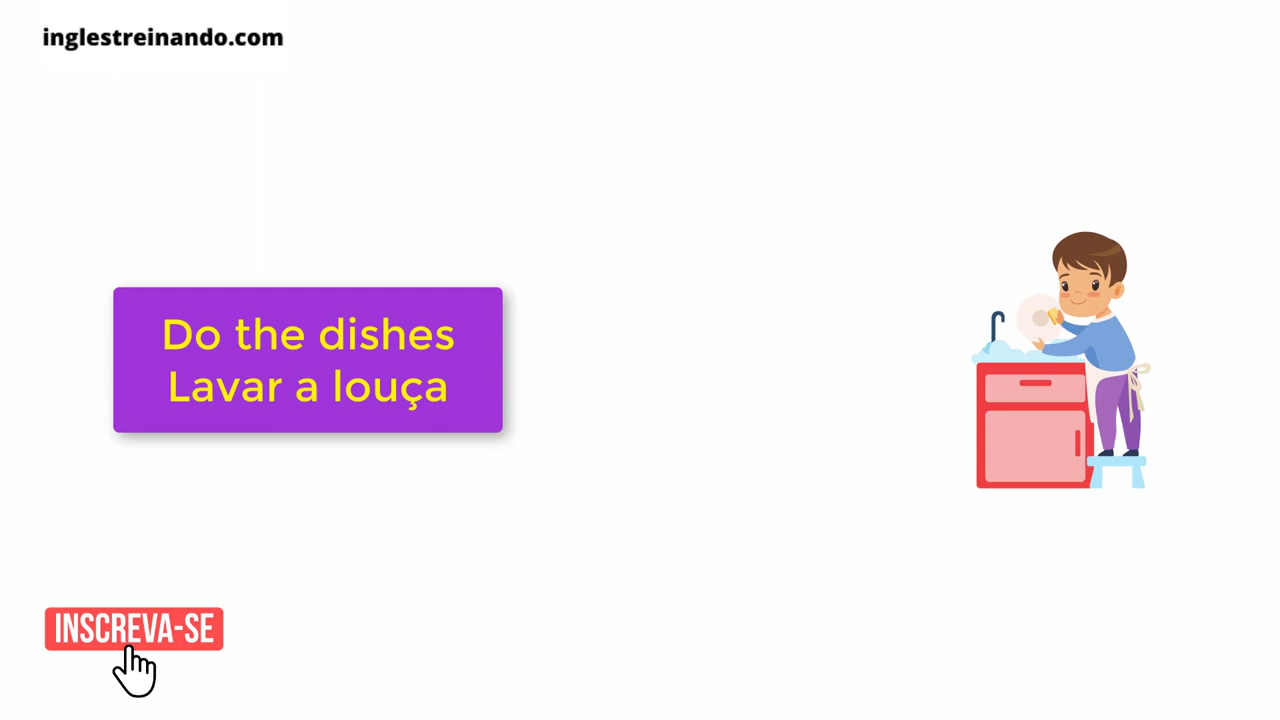 inglestreinando.com
Do the dishes
Lavar a louça
INSCREVA-SE